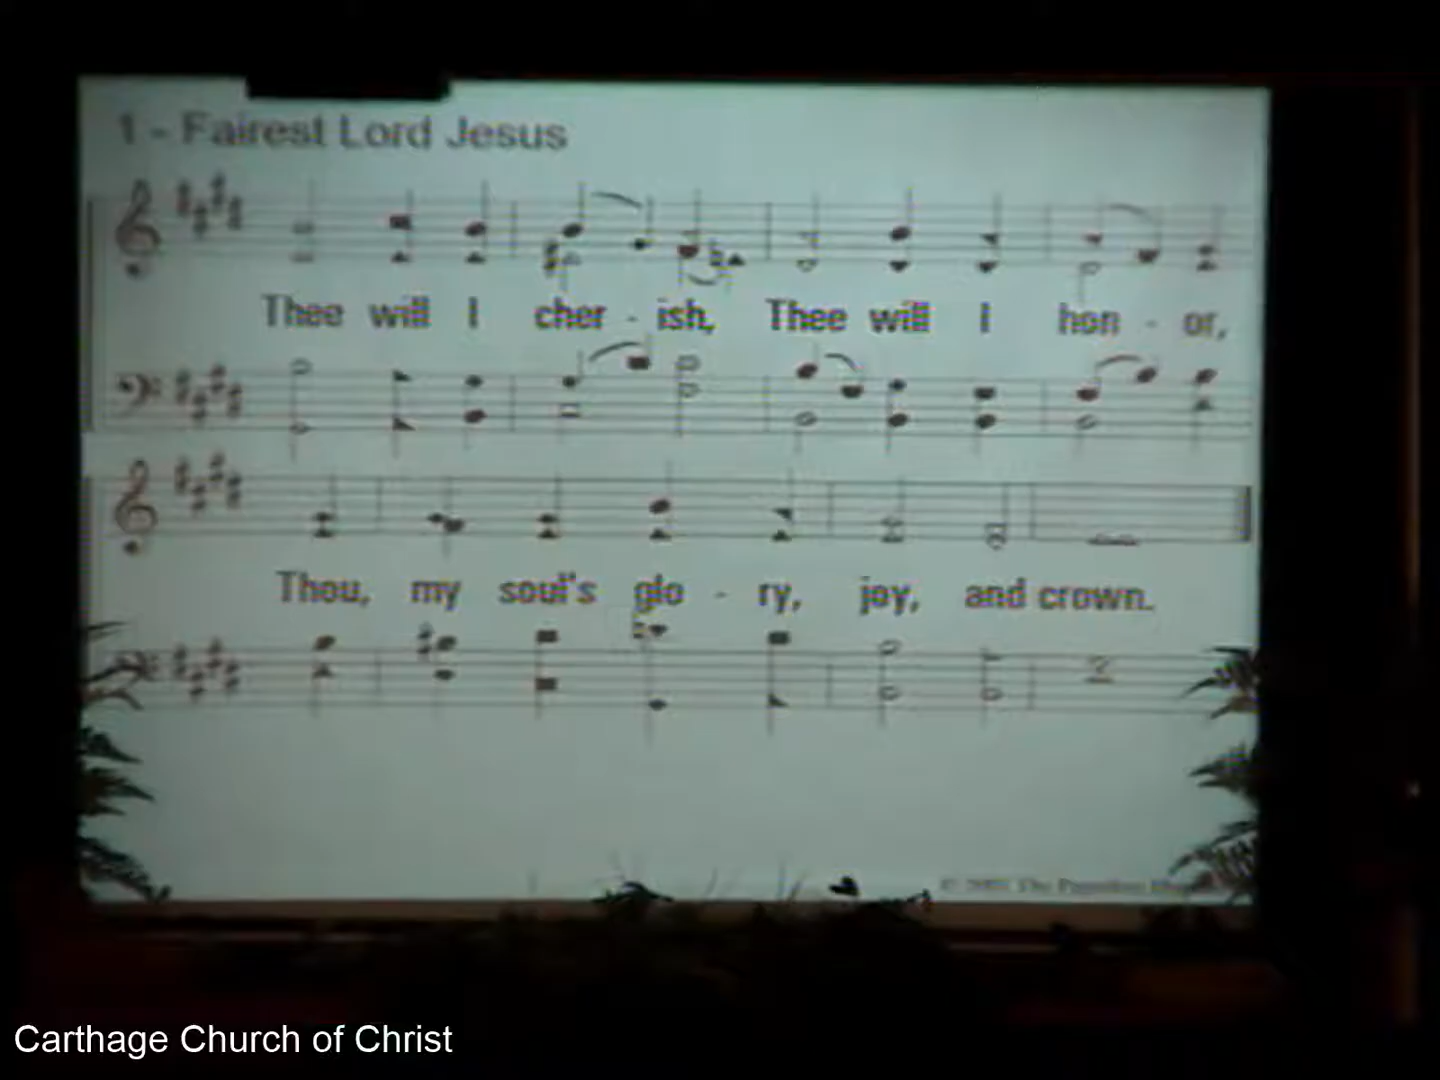 1 - Fairest Lord Jesus
Thee will I cher - ish, Thee will I hon - or,
Thou, my soul's glo - ry, joy, and crown.
The
Carthage Church of Christ